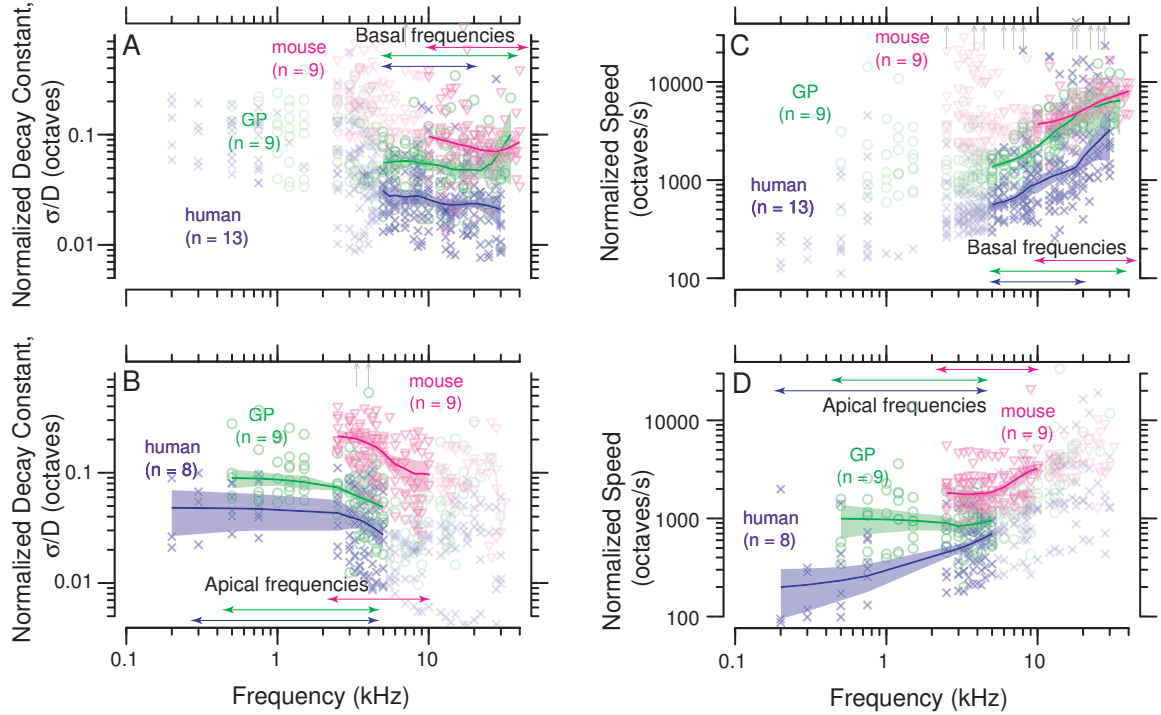 Normalized Decay Constant,
σ/D (octaves)
A
Basal frequencies
mouse
(n = 9)
GP
(n = 9)
human
(n = 13)
0.1
0.01
C
Normalized Speed
(octaves/s)
mouse
(n = 9)
GP
(n = 9)
human
(n = 13)
Basal frequencies
10000
1000
100
Normalized Decay Constant,
σ/D (octaves)
B
mouse
(n = 9)
GP
(n = 9)
human
(n = 8)
Apical frequencies
0.1
0.01
0.1
1
10
Frequency (kHz)
Normalized Speed
(octaves/s)
D
Apical frequencies
mouse
(n = 9)
GP
(n = 9)
human
(n = 8)
10000
1000
100
0.1
1
10
Frequency (kHz)